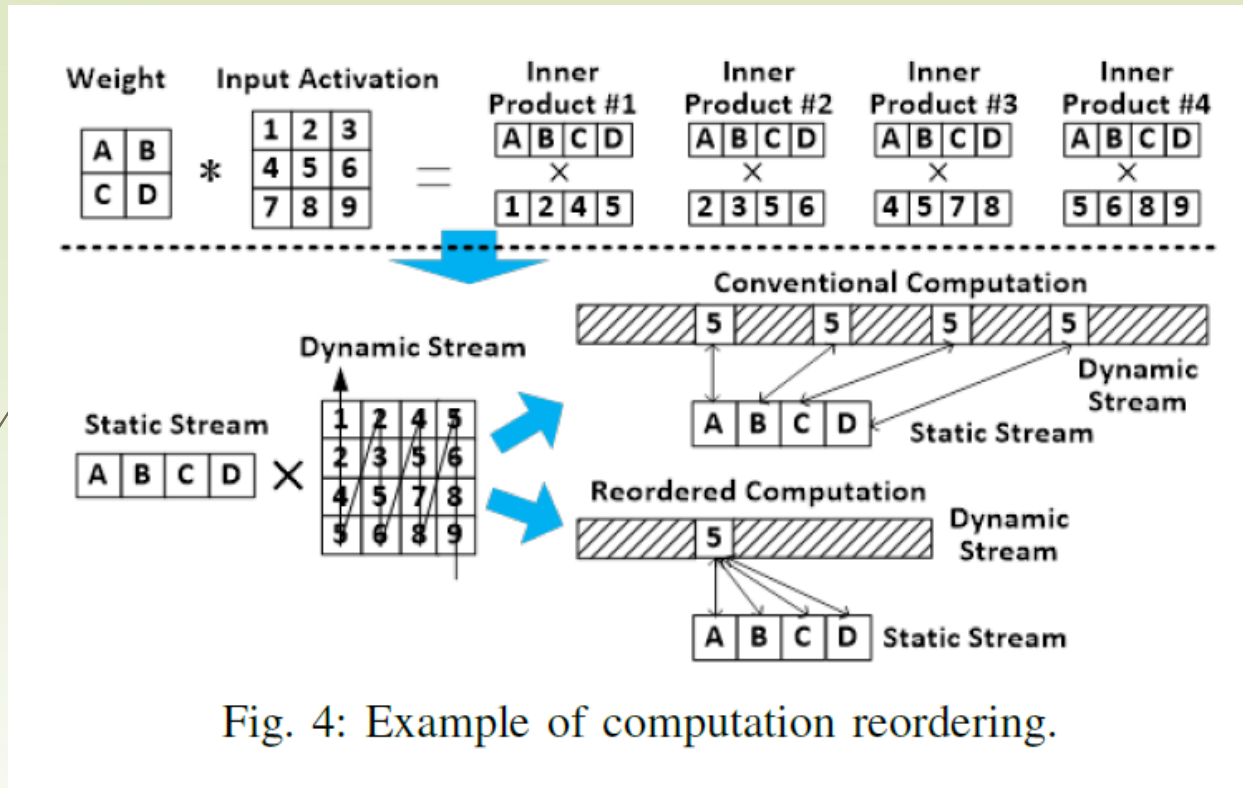 Weight
Input Activation
Inner Product #1
Inner Product #2
Inner Product #3
Inner Product #4
A B
C D
*
1 2 3
4 5 6
7 8 9
=
A B C D
×
1 2 4 5
A B C D
×
2 3 5 6
A B C D
×
4 5 7 8
A B C D
×
5 6 8 9
Dynamic Stream
1 2 4 5
2 3 5 6
4 5 7 8
5 6 8 9
Static Stream
A B C D ×
Conventional Computation
5 5 5 5
Dynamic
Stream
A B C D
Static Stream
Reordered Computation
5
Dynamic
Stream
A B C D
Static Stream
Fig. 4: Example of computation reordering.